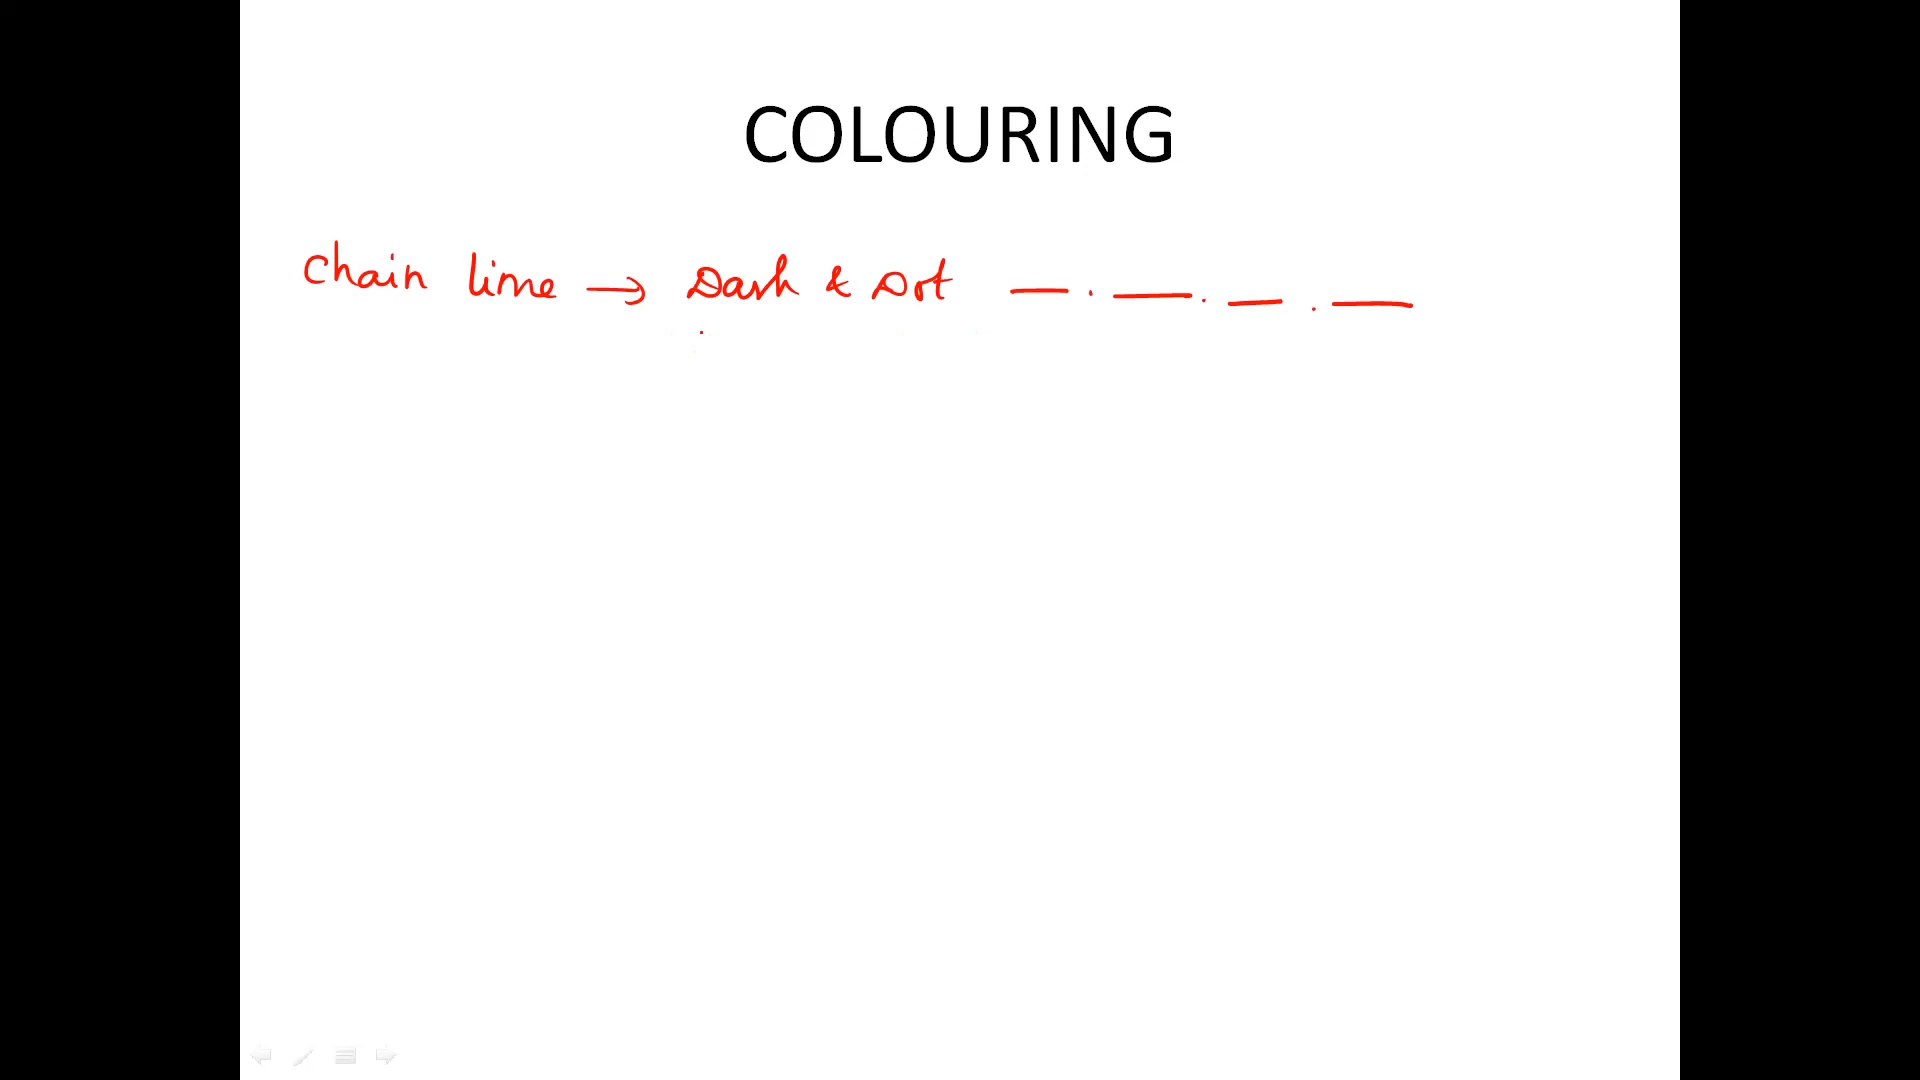 COLOURING
Chain line → Dash & Dot — . — . — . —